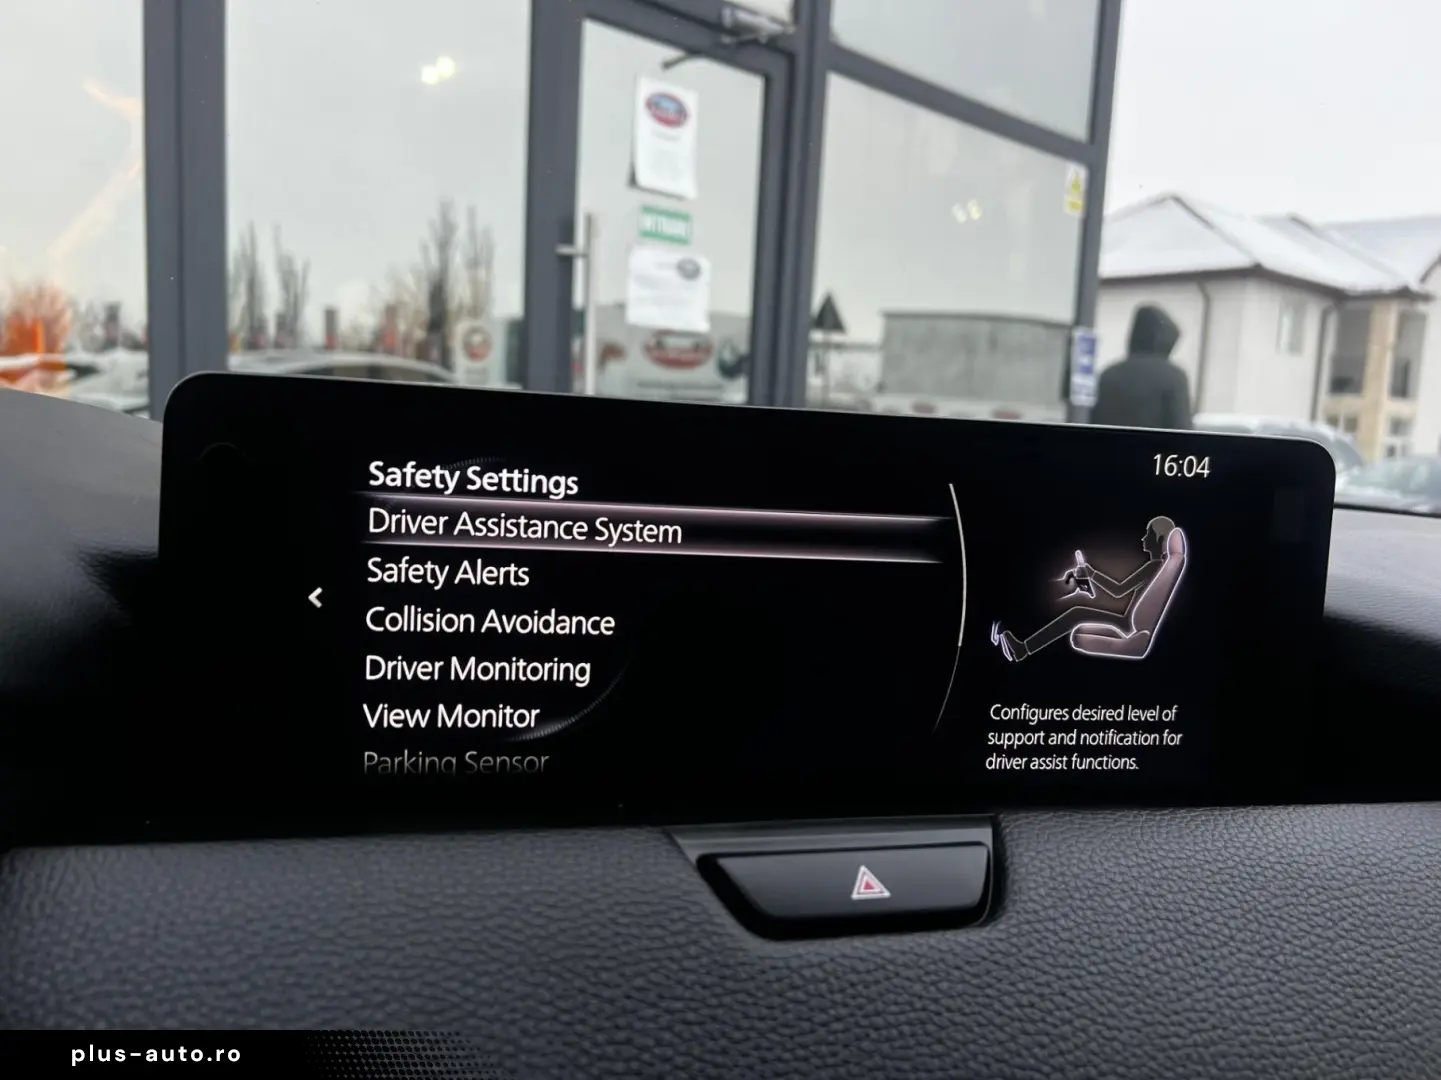 16:04
Safety Settings
Driver Assistance System
Safety Alerts
Collision Avoidance
Driver Monitoring
View Monitor
Parking Sensor
Configures desired level of
support and notification for
driver assist functions.
plus-auto.ro